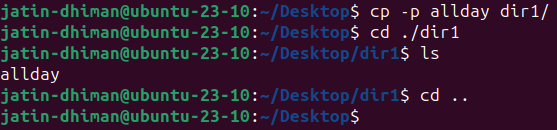 jatin-dhiman@ubuntu-23-10:~/Desktop$ cp -p allday dir1/
jatin-dhiman@ubuntu-23-10:~/Desktop$ cd ./dir1
jatin-dhiman@ubuntu-23-10:~/Desktop/dir1$ ls
allday
jatin-dhiman@ubuntu-23-10:~/Desktop/dir1$ cd ..
jatin-dhiman@ubuntu-23-10:~/Desktop$